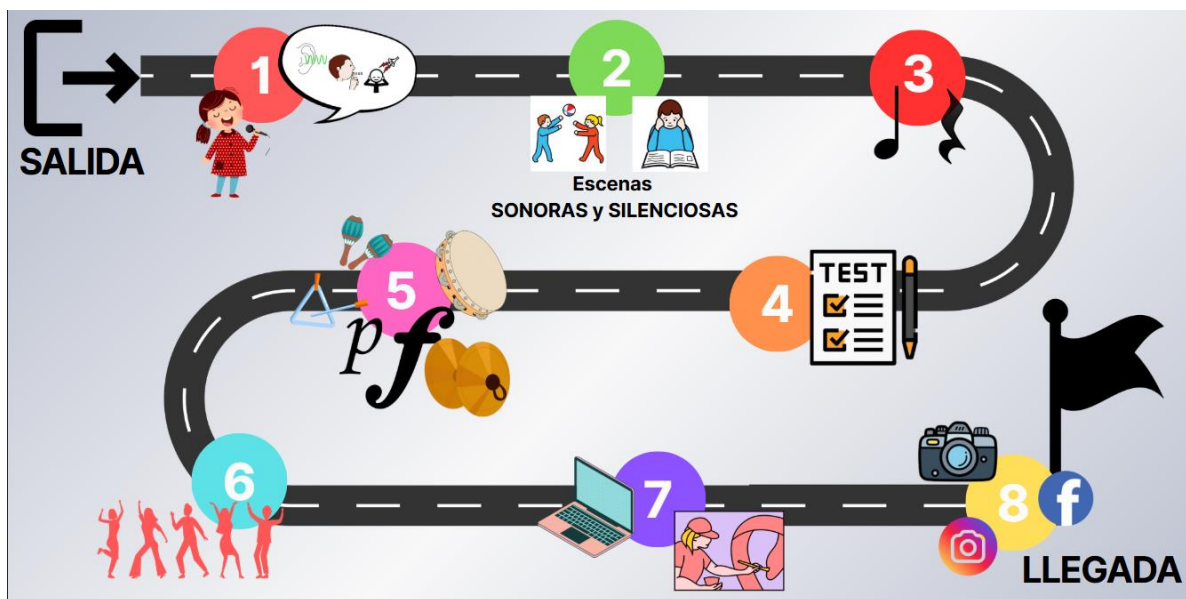 SALIDA
1
2
3
Escenas
SONORAS y SILENCIOSAS
5
p f
4
TEST
6
7
8
f
LLEGADA